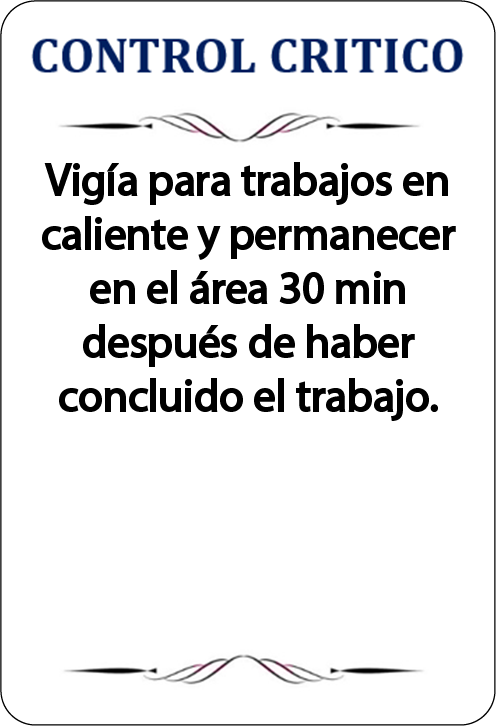 CONTROL CRITICO
Vigía para trabajos en
caliente y permanecer
en el área 30 min
después de haber
concluido el trabajo.